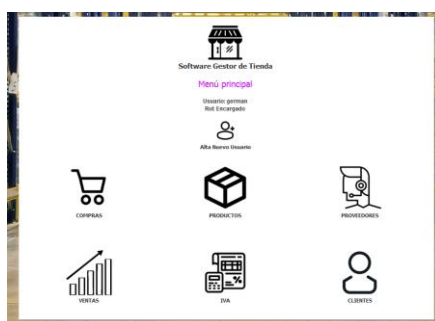 Software Gestor de Tienda
Menú principal
Usuario: german
Rol: Encargado
Alta Nuevo Usuario
COMPRAS
PRODUCTOS
PROVEEDORES
VENTAS
IVA
CLIENTES